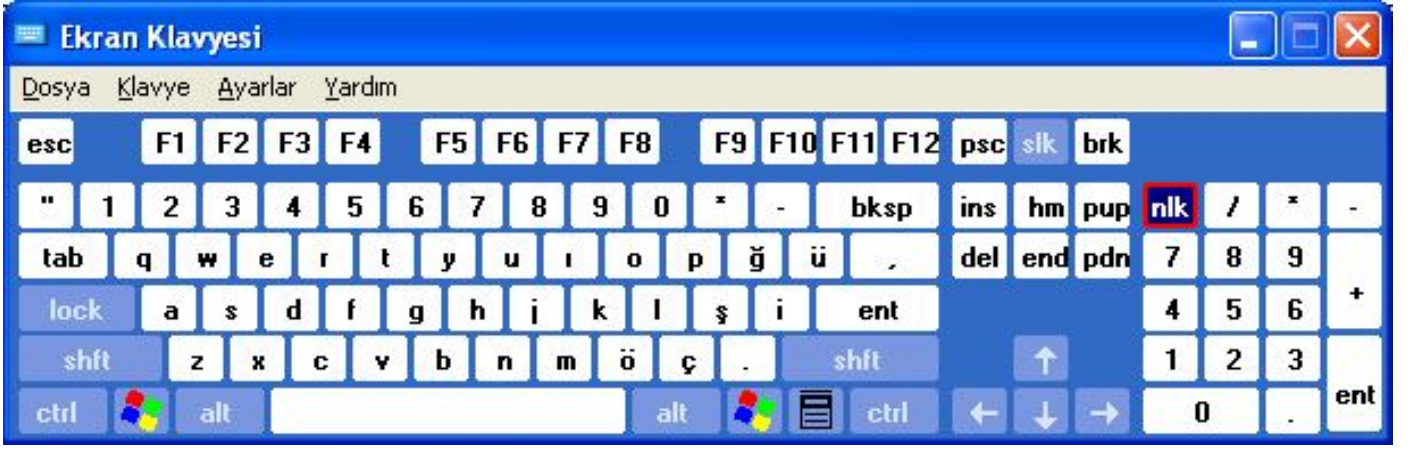 Ekran Klavyesi
Dosya Klavye Ayarlar Yardım
esc F1 F2 F3 F4 F5 F6 F7 F8 F9 F10 F11 F12 psc slk brk
" 1 2 3 4 5 6 7 8 9 0 * - bksp ins hm pup nlk / * -
tab q w e r t y u ı o p ğ ü , del end pdn 7 8 9 +
lock a s d f g h j k l ş i ent 4 5 6
shft z x c v b n m ö ç . shft ↑ 1 2 3 ent
ctrl alt alt ctrl ← ↓ → 0 .